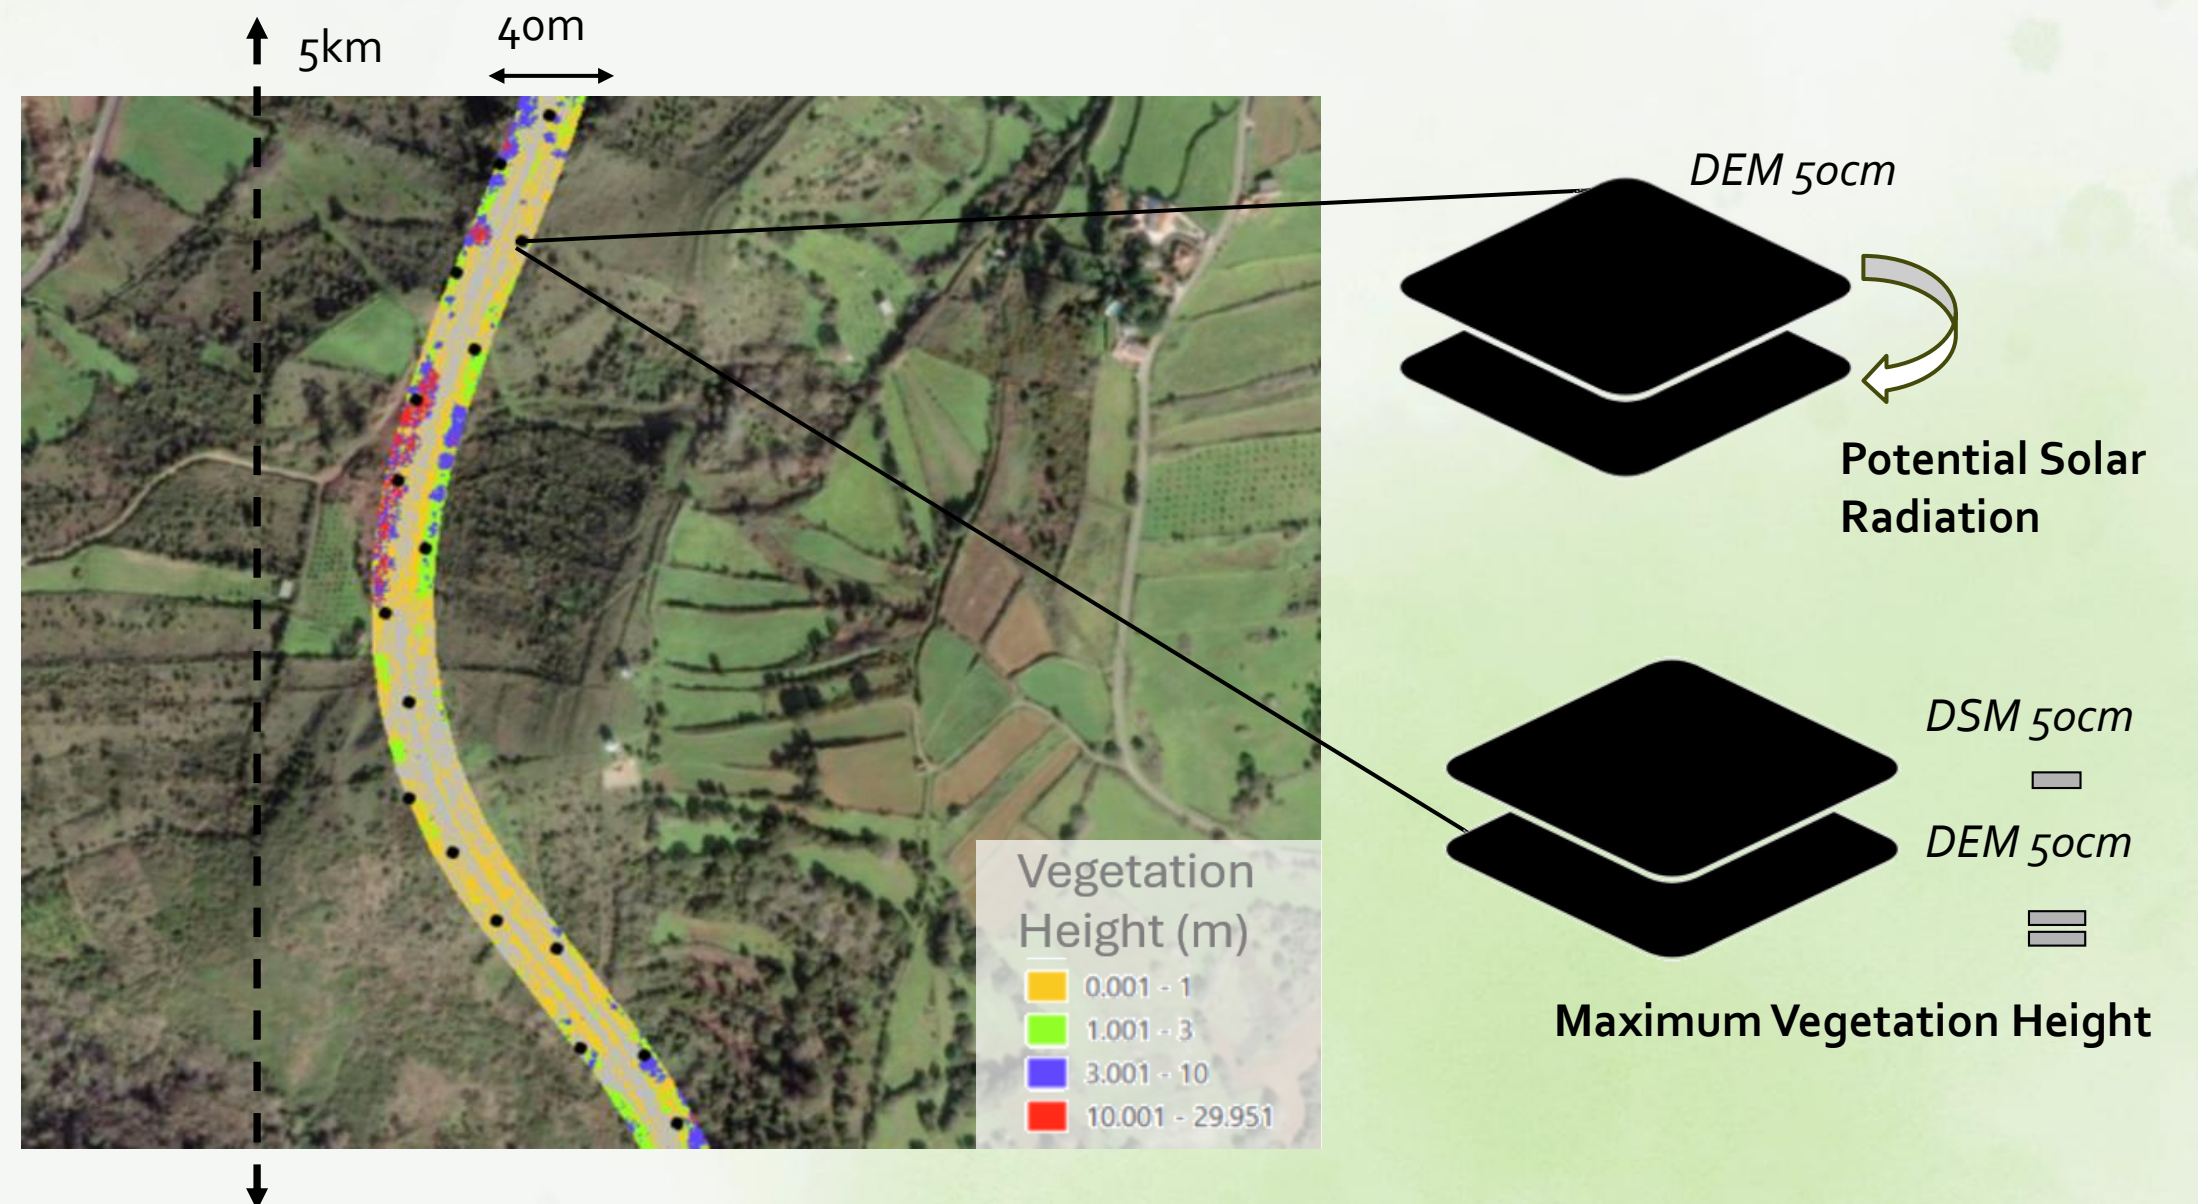 5km
40m
DEM 50cm
Potential Solar
Radiation
DSM 50cm
DEM 50cm
Maximum Vegetation Height
Vegetation
Height (m)
0.001 - 1
1.001 - 3
3.001 - 10
10.001 - 29.951